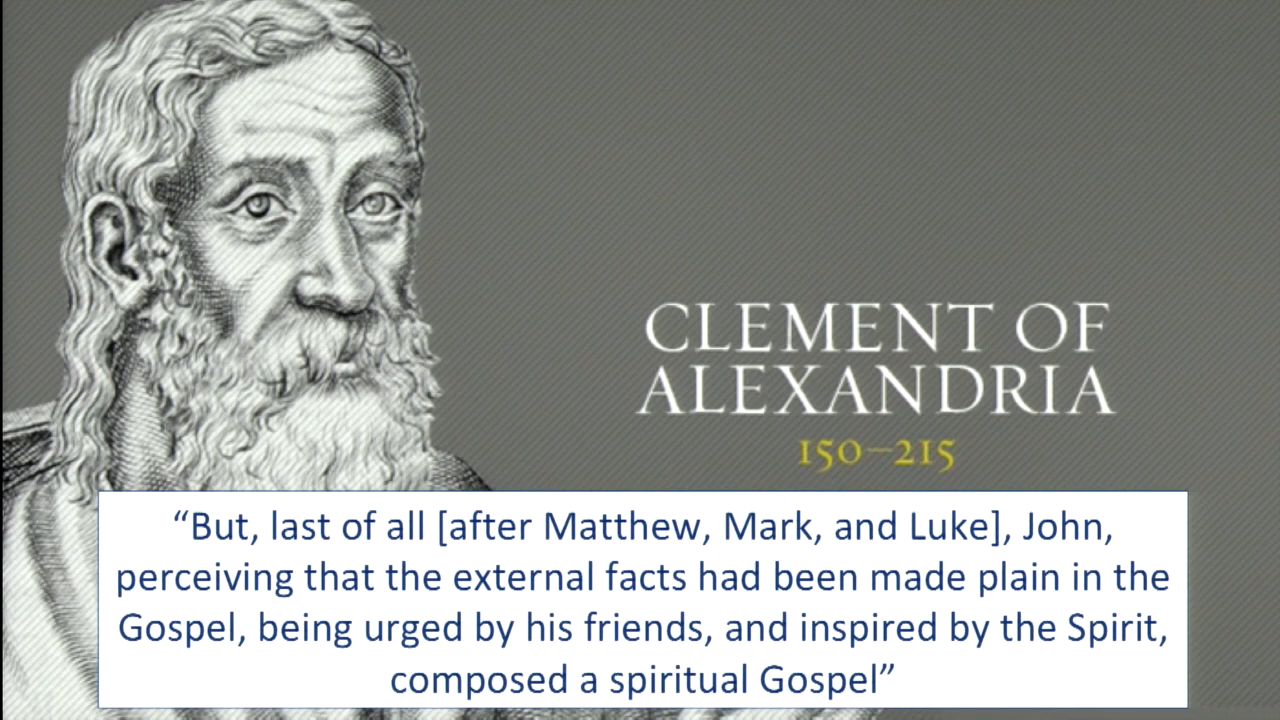 CLEMENT OF
ALEXANDRIA
150–215
“But, last of all [after Matthew, Mark, and Luke], John,
perceiving that the external facts had been made plain in the
Gospel, being urged by his friends, and inspired by the Spirit,
composed a spiritual Gospel”